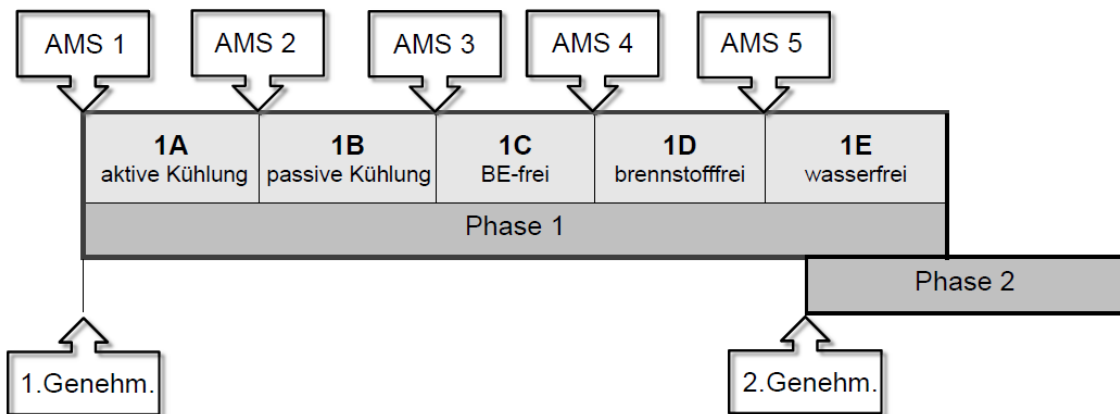 AMS 1
AMS 2
AMS 3
AMS 4
AMS 5
1A
aktive Kühlung
1B
passive Kühlung
1C
BE-frei
1D
brennstofffrei
1E
wasserfrei
Phase 1
Phase 2
1.Genehm.
2.Genehm.